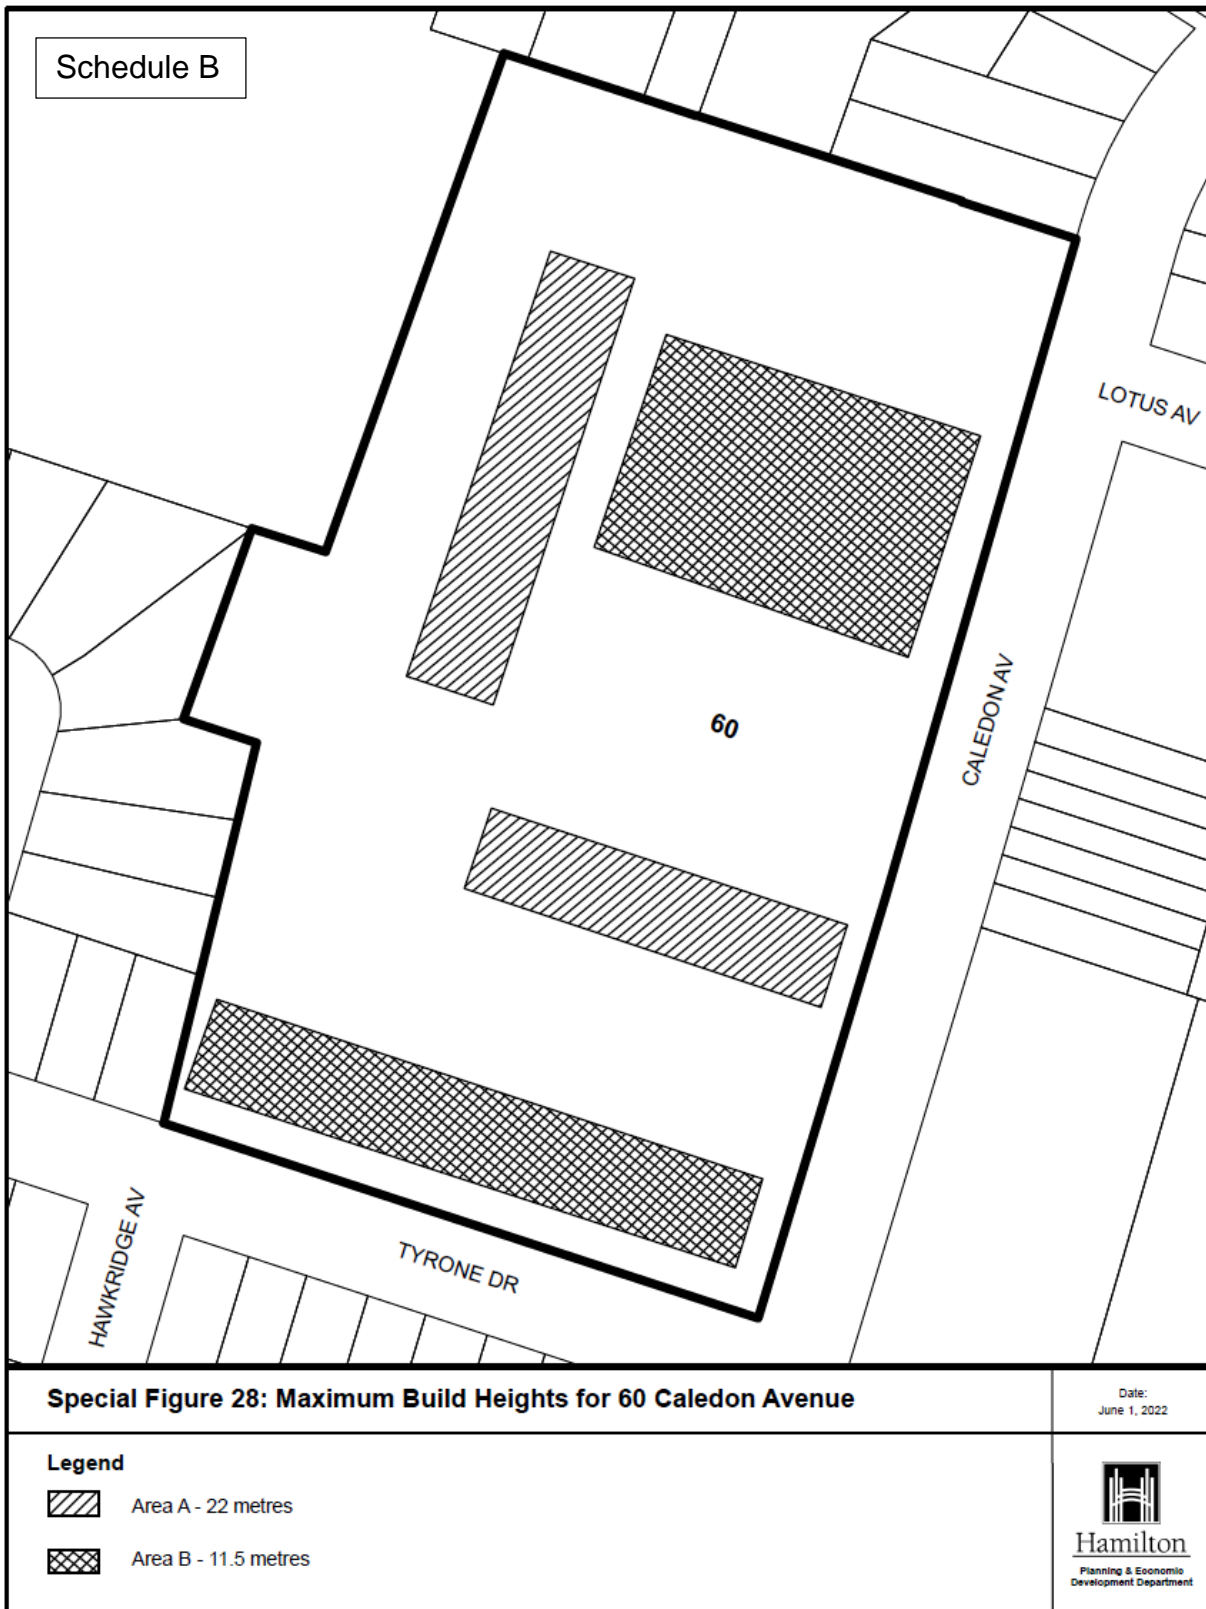 Schedule B
LOTUS AV
CALEDON AV
60
HAWKRIDGE AV
TYRONE DR
Special Figure 28: Maximum Build Heights for 60 Caledon Avenue
Date:
June 1, 2022
Legend
Area A - 22 metres
Area B - 11.5 metres
Hamilton
Planning & Economic
Development Department